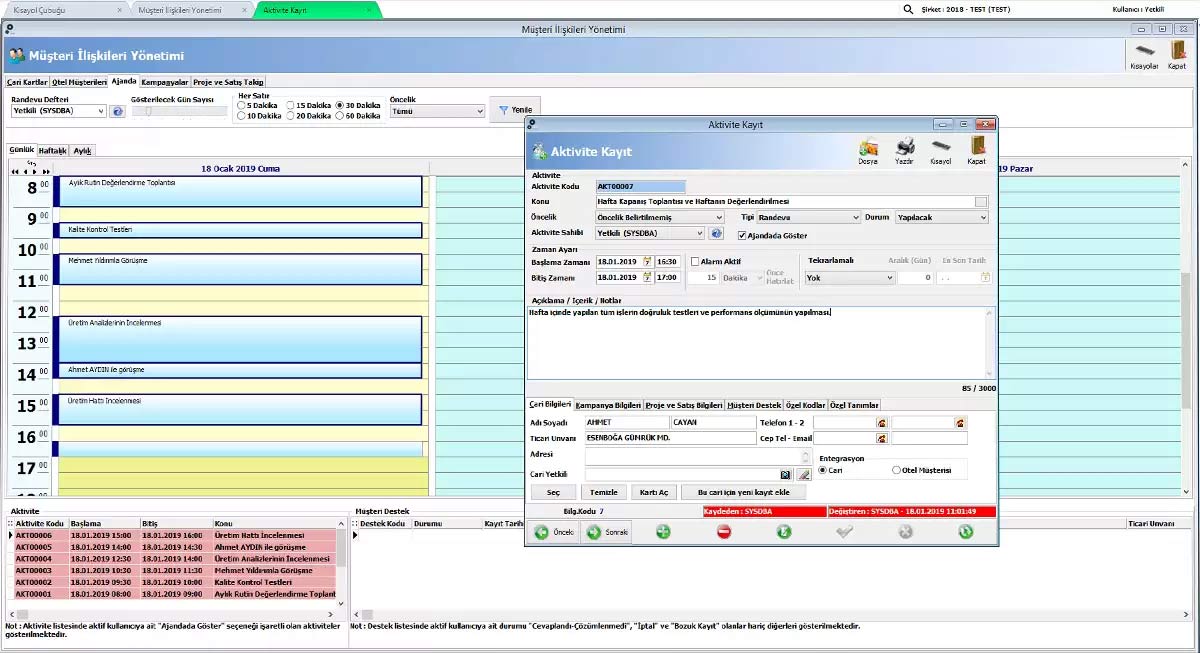 Kısayol Çubuğu
Müşteri İlişkileri Yönetimi
Aktivite Kayıt
Şirket : 2018 - TEST (TEST)
Kullanıcı : Yetkili
Müşteri İlişkileri Yönetimi
Müşteri İlişkileri Yönetimi
Kısayollar
Kapat
Cari Kartlar
Otel Müşterileri
Ajanda
Kampanyalar
Proje ve Satış Takip
Randevu Defteri
Yetkili (SYSDBA)
Gösterilecek Gün Sayısı
Her Satır
5 Dakika
15 Dakika
30 Dakika
10 Dakika
20 Dakika
60 Dakika
Öncelik
Tümü
Yenile
Günlük
Haftalık
Aylık
18 Ocak 2019 Cuma
19 Pazar
8 00
Aylık Rutin Değerlendirme Toplantısı
9 00
Kalite Kontrol Testleri
10 00
Mehmet Yıldırımla Görüşme
11 00
12 00
Üretim Analizlerinin İncelenmesi
13 00
14 00
Ahmet AYDIN ile görüşme
15 00
Üretim Hattı İncelenmesi
16 00
17 00
Aktivite Kayıt
Aktivite Kayıt
Dosya
Yazdır
Kısayol
Kapat
Aktivite
Aktivite Kodu
AKT00007
Konu
Hafta Kapanış Toplantısı ve Haftanın Değerlendirilmesi
Öncelik
Öncelik Belirtilmemiş
Tipi
Randevu
Durum
Yapılacak
Aktivite Sahibi
Yetkili (SYSDBA)
Ajandada Göster
Zaman Ayarı
Başlama Zamanı
18.01.2019
16:30
Alarm Aktif
Tekrarlamalı
Aralık (Gün)
En Son Tarih
Bitiş Zamanı
18.01.2019
17:00
15
Dakika
Önce Hatırlat
Yok
0
. .
Açıklama / İçerik / Notlar
Hafta içinde yapılan tüm işlerin doğruluk testleri ve performans ölçümünün yapılması.
85 / 3000
Cari Bilgileri
Kampanya Bilgileri
Proje ve Satış Bilgileri
Müşteri Destek
Özel Kodlar
Özel Tanımlar
Adı Soyadı
AHMET
CAYAN
Telefon 1 - 2
Ticari Unvanı
ESENBOĞA GÜMRÜK MD.
Cep Tel - Email
Adresi
Entegrasyon
Cari
Otel Müşterisi
Cari Yetkili
Seç
Temizle
Kartı Aç
Bu cari için yeni kayıt ekle
Bilg.Kodu 7
Kaydeden : SYSDBA
Değiştiren : SYSDBA - 18.01.2019 11:01:49
Önceki
Sonraki
Aktivite
Aktivite Kodu
Başlama
Bitiş
Konu
AKT00006 18.01.2019 15:00 18.01.2019 16:00 Üretim Hattı İncelenmesi
AKT00005 18.01.2019 14:00 18.01.2019 14:30 Ahmet AYDIN ile görüşme
AKT00004 18.01.2019 12:30 18.01.2019 14:00 Üretim Analizlerinin İncelenmesi
AKT00003 18.01.2019 10:30 18.01.2019 11:30 Mehmet Yıldırımla Görüşme
AKT00002 18.01.2019 09:30 18.01.2019 10:00 Kalite Kontrol Testleri
AKT00001 18.01.2019 08:00 18.01.2019 09:00 Aylık Rutin Değerlendirme Toplant
Müşteri Destek
Destek Kodu
Durumu
Kayıt Tarih
Ticari Unvanı
Not : Aktivite listesinde aktif kullanıcıya ait "Ajandada Göster" seçeneği işaretli olan aktiviteler
gösterilmektedir.
Not : Destek listesinde aktif kullanıcıya ait durumu "Cevaplandı-Çözümlenmedi", "İptal" ve "Bozuk Kayıt" olanlar hariç diğerleri gösterilmektedir.